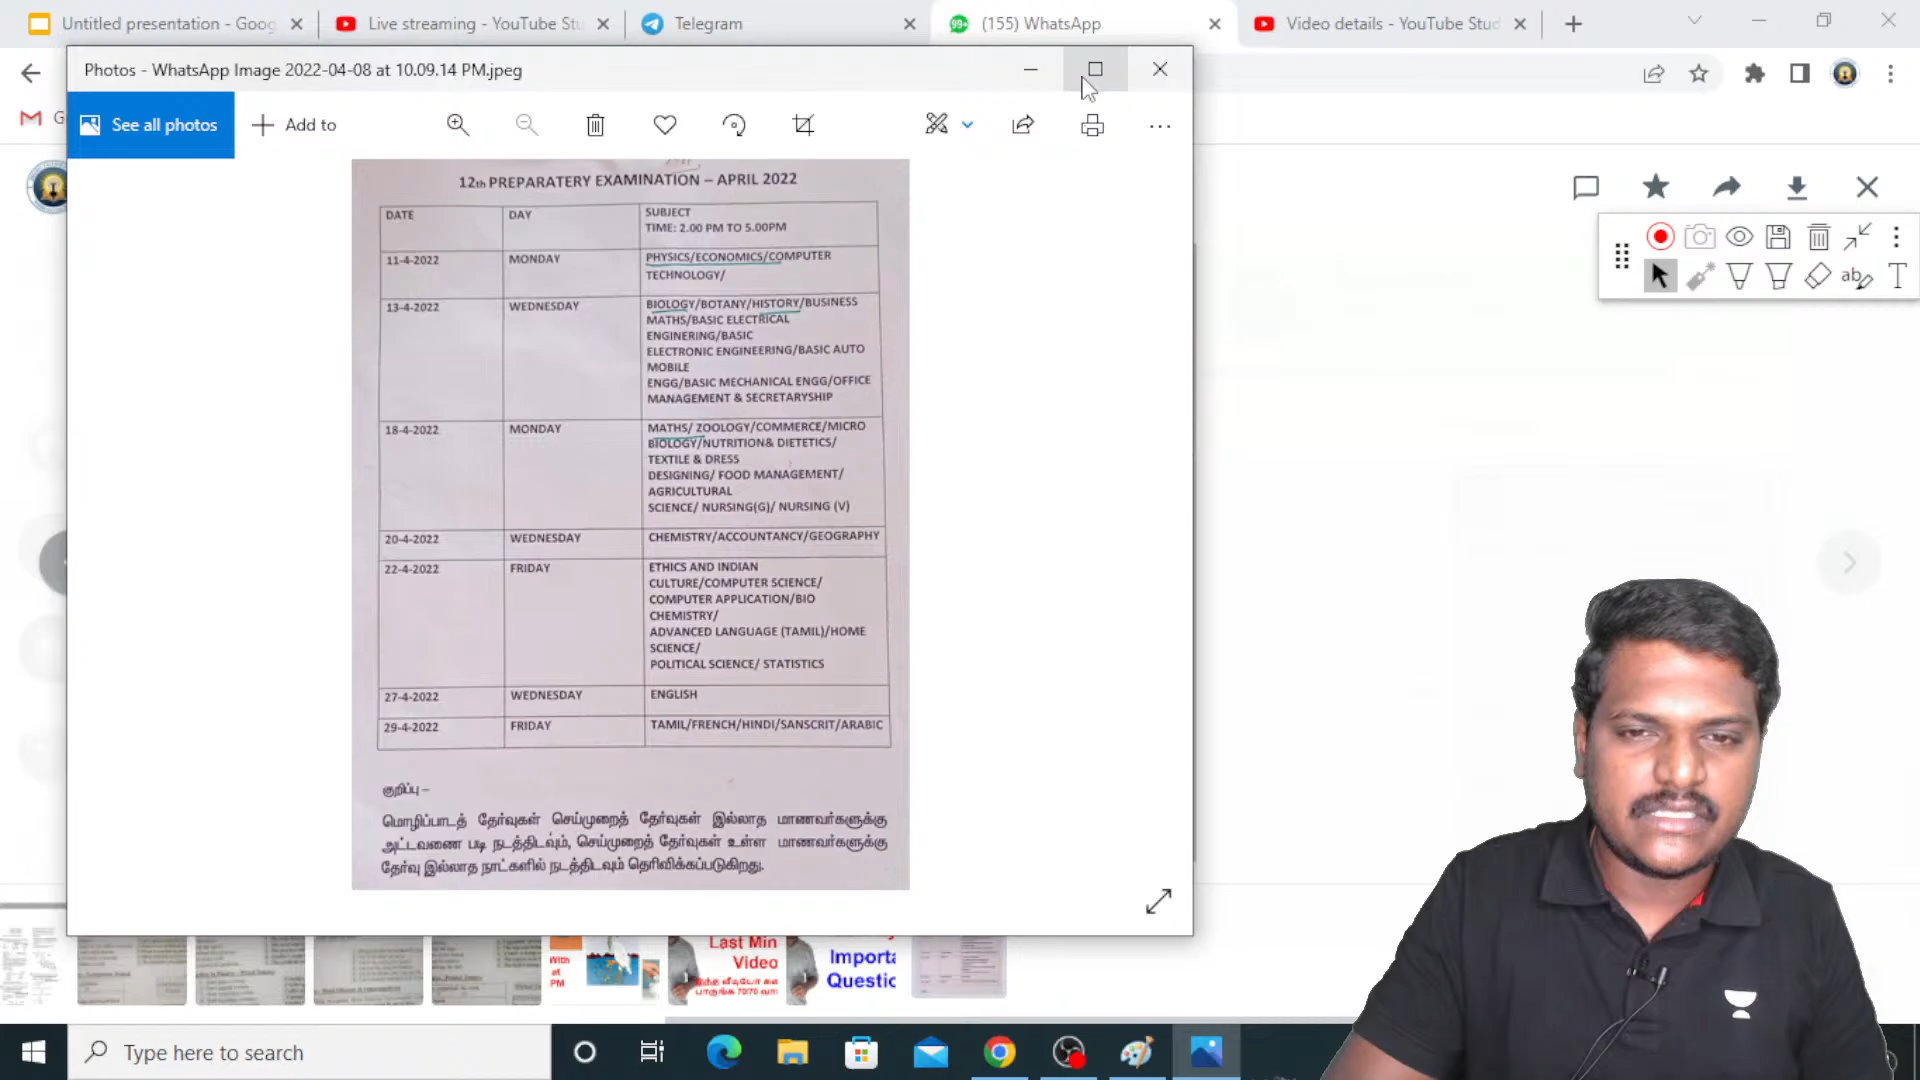 Untitled presentation - Goog
Live streaming - YouTube Stu
Telegram
(155) WhatsApp
Video details - YouTube Stud
Photos - WhatsApp Image 2022-04-08 at 10.09.14 PM.jpeg
See all photos
Add to
12th PREPARATERY EXAMINATION – APRIL 2022
DATE DAY SUBJECT
TIME: 2.00 PM TO 5.00PM
11-4-2022 MONDAY PHYSICS/ECONOMICS/COMPUTER
TECHNOLOGY/
13-4-2022 WEDNESDAY BIOLOGY/BOTANY/HISTORY/BUSINESS
MATHS/BASIC ELECTRICAL
ENGINERING/BASIC
ELECTRONIC ENGINEERING/BASIC AUTO
MOBILE
ENGG/BASIC MECHANICAL ENGG/OFFICE
MANAGEMENT & SECRETARYSHIP
18-4-2022 MONDAY MATHS/ ZOOLOGY/COMMERCE/MICRO
BIOLOGY/NUTRITION& DIETETICS/
TEXTILE & DRESS
DESIGNING/ FOOD MANAGEMENT/
AGRICULTURAL
SCIENCE/ NURSING(G)/ NURSING (V)
20-4-2022 WEDNESDAY CHEMISTRY/ACCOUNTANCY/GEOGRAPHY
22-4-2022 FRIDAY ETHICS AND INDIAN
CULTURE/COMPUTER SCIENCE/
COMPUTER APPLICATION/BIO
CHEMISTRY/
ADVANCED LANGUAGE (TAMIL)/HOME
SCIENCE/
POLITICAL SCIENCE/ STATISTICS
27-4-2022 WEDNESDAY ENGLISH
29-4-2022 FRIDAY TAMIL/FRENCH/HINDI/SANSCRIT/ARABIC
குறிப்பு –
மொழிப்பாடத் தேர்வுகள் செய்முறைத் தேர்வுகள் இல்லாத மாணவர்களுக்கு
அட்டவணை படி நடத்திடவும், செய்முறைத் தேர்வுகள் உள்ள மாணவர்களுக்கு
தேர்வு இல்லாத நாட்களில் நடத்திடவும் தெரிவிக்கப்படுகிறது.
With
at
PM
Last Min
Video
Importa
Questic
Type here to search